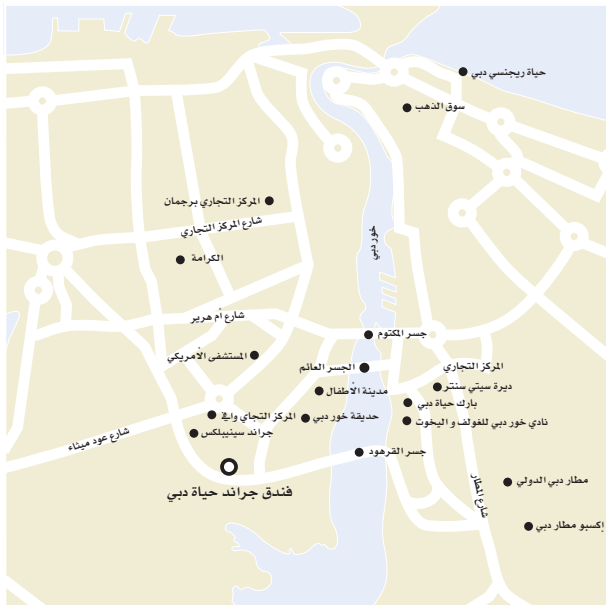 حياة ريجنسي دبي
سوق الذهب
المركز التجاري برجمان
شارع المركز التجاري
خور دبي
الكرامة
شارع أم هرير
جسر المكتوم
المستشفى الأمريكي
الجسر العائم
المركز التجاري
ديرة سيتي سنتر
مدينة الأطفال
بارك حياة دبي
المركز التجاي وافي
حديقة خور دبي
نادي خور دبي للغولف و اليخوت
جراند سينيبلكس
شارع عود ميثاء
جسر القرهود
مطار دبي الدولي
شارع المطار
فندق جراند حياة دبي
إكسبو مطار دبي